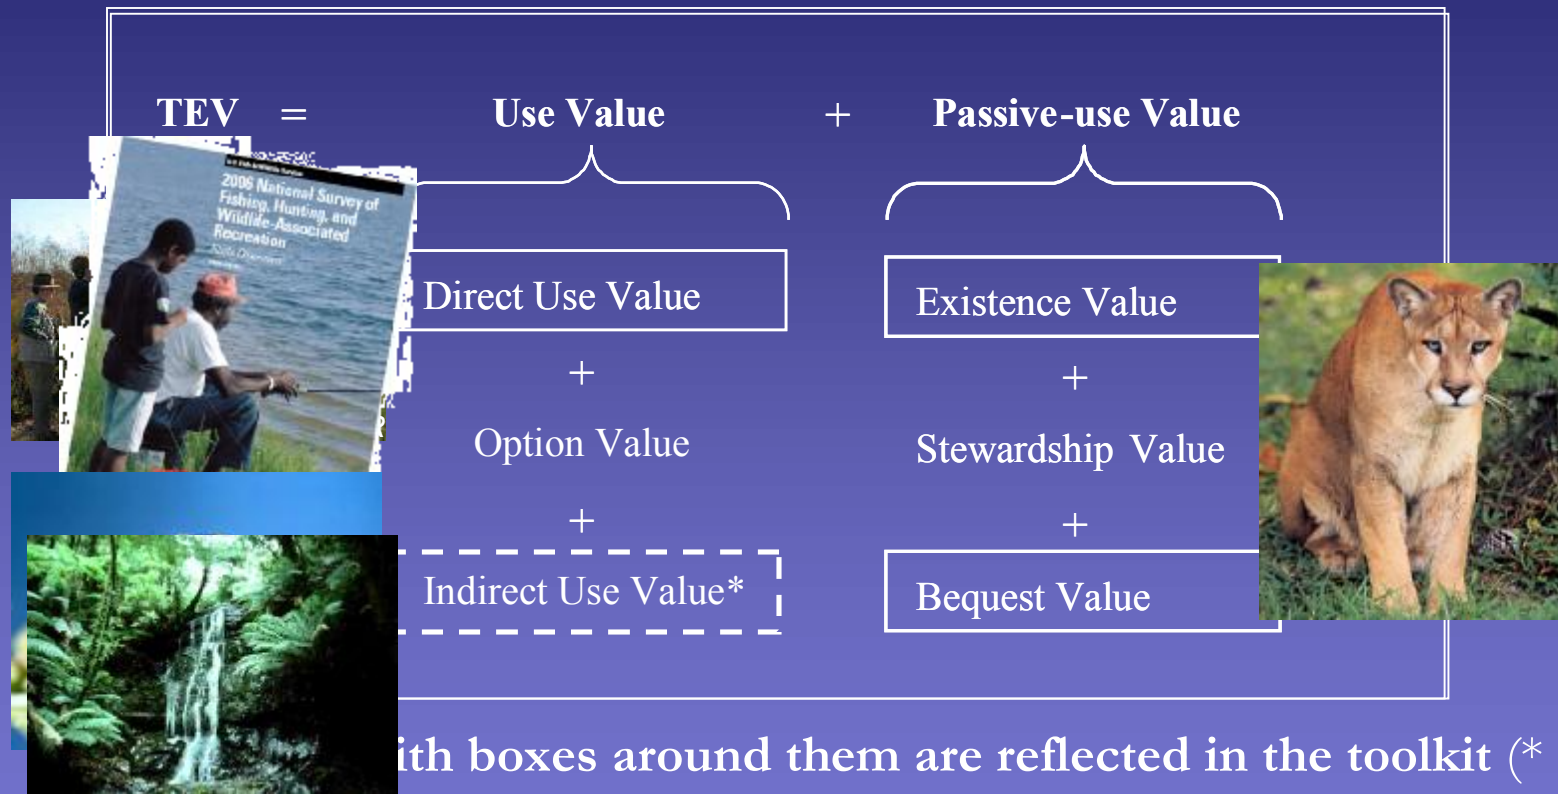 TEV = Use Value + Passive-use Value
2006 National Survey of
Fishing, Hunting, and
Wildlife-Associated
Recreation
Direct Use Value
Existence Value
+
+
Option Value
Stewardship Value
+
+
Indirect Use Value*
Bequest Value
ith boxes around them are reflected in the toolkit (*